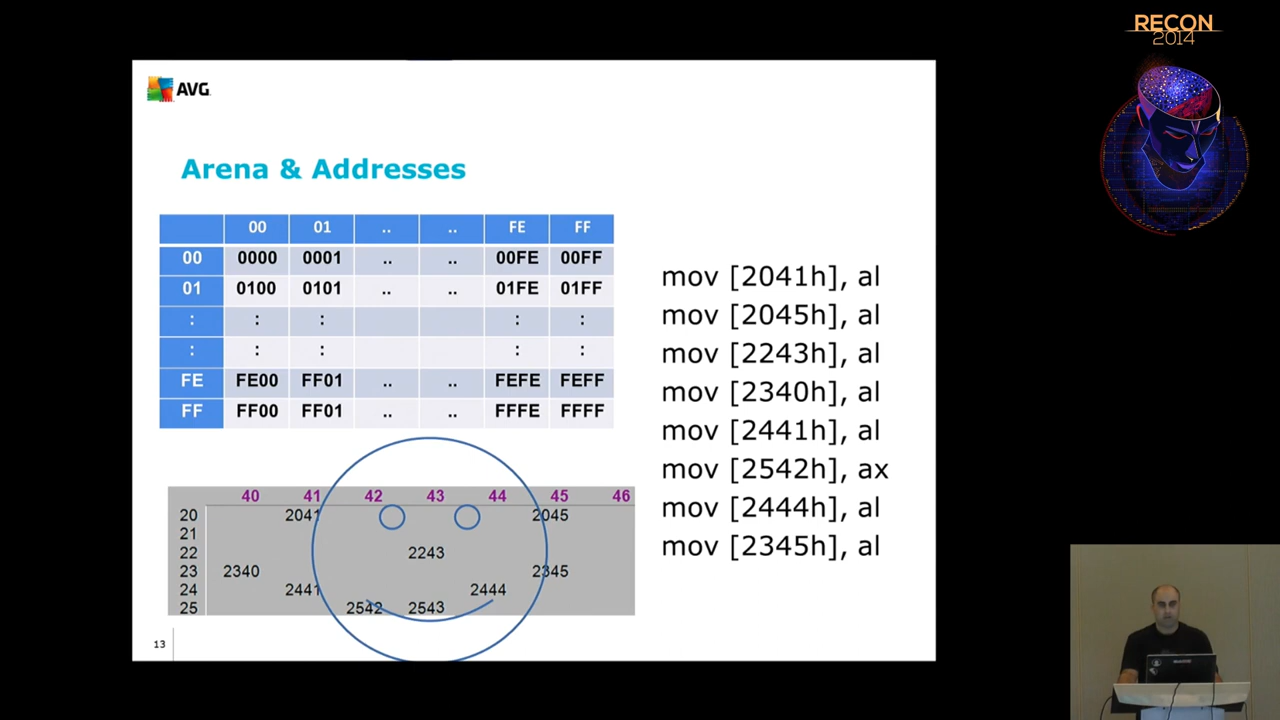 RECON
2014
AVG
Arena & Addresses
00 01 .. .. FE FF
00 0000 0001 .. .. 00FE 00FF
01 0100 0101 .. .. 01FE 01FF
: : : : :
: : : : :
FE FE00 FF01 .. .. FEFE FEFF
FF FF00 FF01 .. .. FFFE FFFF
mov [2041h], al
mov [2045h], al
mov [2243h], al
mov [2340h], al
mov [2441h], al
mov [2542h], ax
mov [2444h], al
mov [2345h], al
40 41 42 43 44 45 46
20 2041 2045
21
22 2243
23 2340 2345
24 2441 2444
25 2542 2543
13